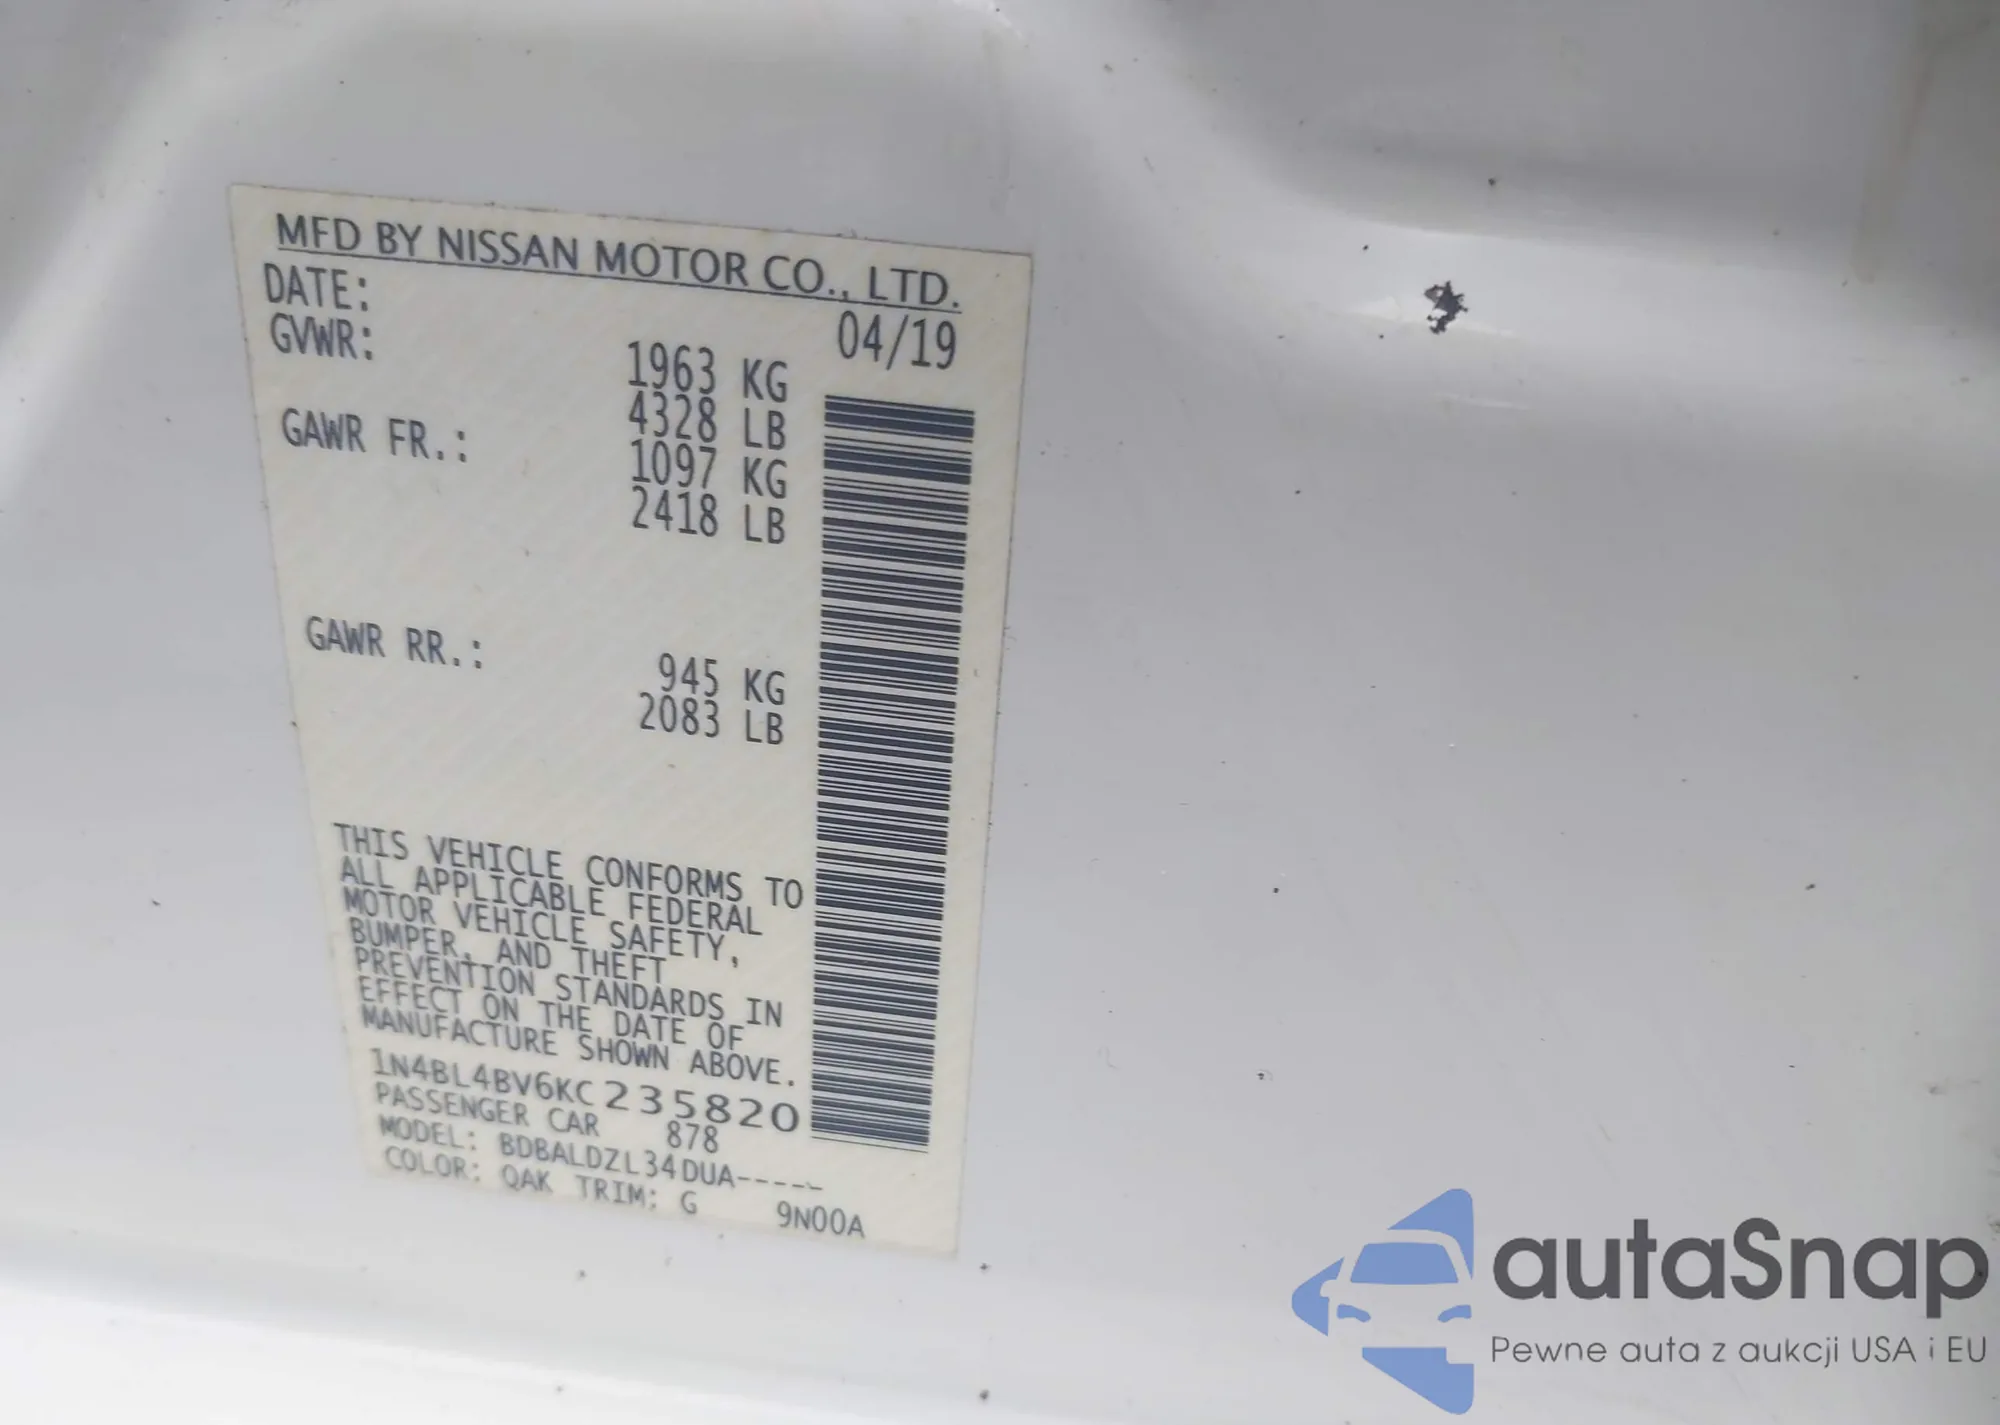 MFD BY NISSAN MOTOR CO., LTD.
DATE: 04/19
GVWR: 1963 KG
4328 LB
GAWR FR.: 1097 KG
2418 LB
GAWR RR.: 945 KG
2083 LB
THIS VEHICLE CONFORMS TO
ALL APPLICABLE FEDERAL
MOTOR VEHICLE SAFETY,
BUMPER, AND THEFT
PREVENTION STANDARDS IN
EFFECT ON THE DATE OF
MANUFACTURE SHOWN ABOVE.
1N4BL4BV6KC235820
PASSENGER CAR 878
MODEL: BDBALDZL34DUA-----
COLOR: QAK TRIM: G 9N00A
autaSnap
Pewne auta z aukcji USA i EU